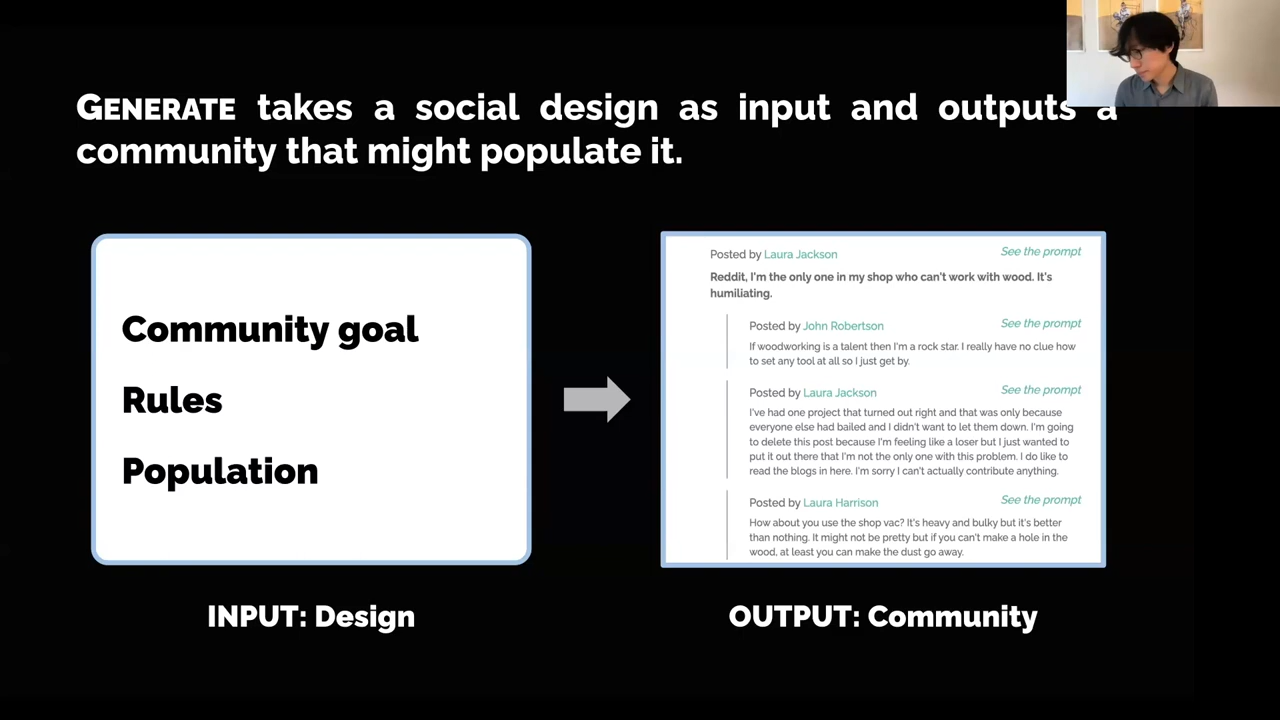 GENERATE takes a social design as input and outputs a
community that might populate it.
Community goal
Rules
Population
INPUT: Design
Posted by Laura Jackson
See the prompt
Reddit, I'm the only one in my shop who can't work with wood. It's
humiliating.
Posted by John Robertson
See the prompt
If woodworking is a talent then I'm a rock star. I really have no clue how
to set any tool at all so I just get by.
Posted by Laura Jackson
See the prompt
I've had one project that turned out right and that was only because
everyone else had bailed and I didn't want to let them down. I'm going
to delete this post because I'm feeling like a loser but I just wanted to
put it out there that I'm not the only one with this problem. I do like to
read the blogs in here. I'm sorry I can't actually contribute anything.
Posted by Laura Harrison
See the prompt
How about you use the shop vac? It's heavy and bulky but it's better
than nothing. It might not be pretty but if you can't make a hole in the
wood, at least you can make the dust go away.
OUTPUT: Community